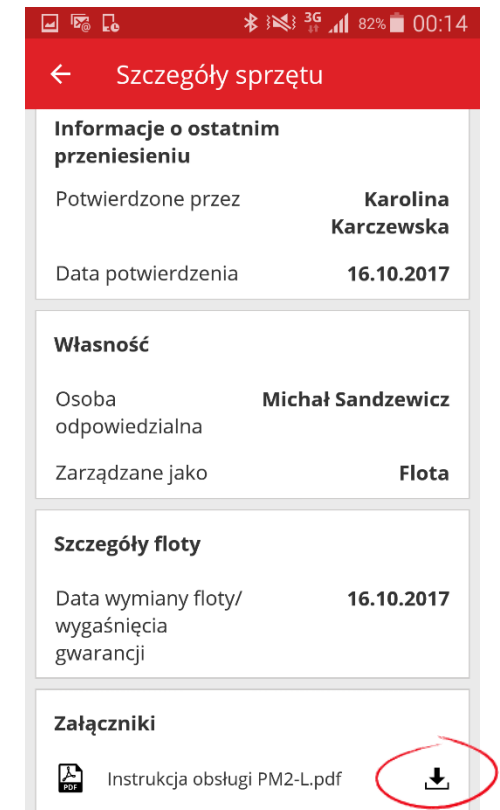 3G 82% 00:14
Szczegóły sprzętu
Informacje o ostatnim
przeniesieniu
Potwierdzone przez Karolina
Karczewska
Data potwierdzenia 16.10.2017
Własność
Osoba Michał Sandzewicz
odpowiedzialna
Zarządzane jako Flota
Szczegóły floty
Data wymiany floty/ 16.10.2017
wygaśnięcia
gwarancji
Załączniki
PDF Instrukcja obsługi PM2-L.pdf